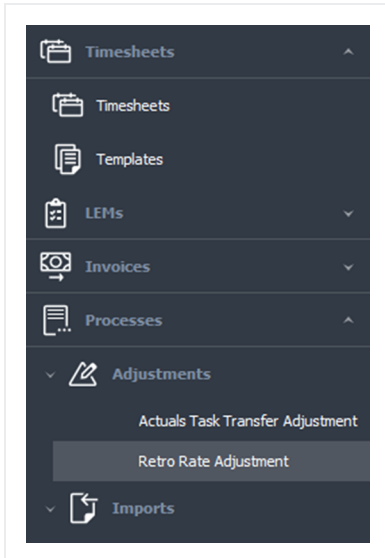 Timesheets
Timesheets
Templates
LEMs
Invoices
Processes
Adjustments
Actuals Task Transfer Adjustment
Retro Rate Adjustment
Imports